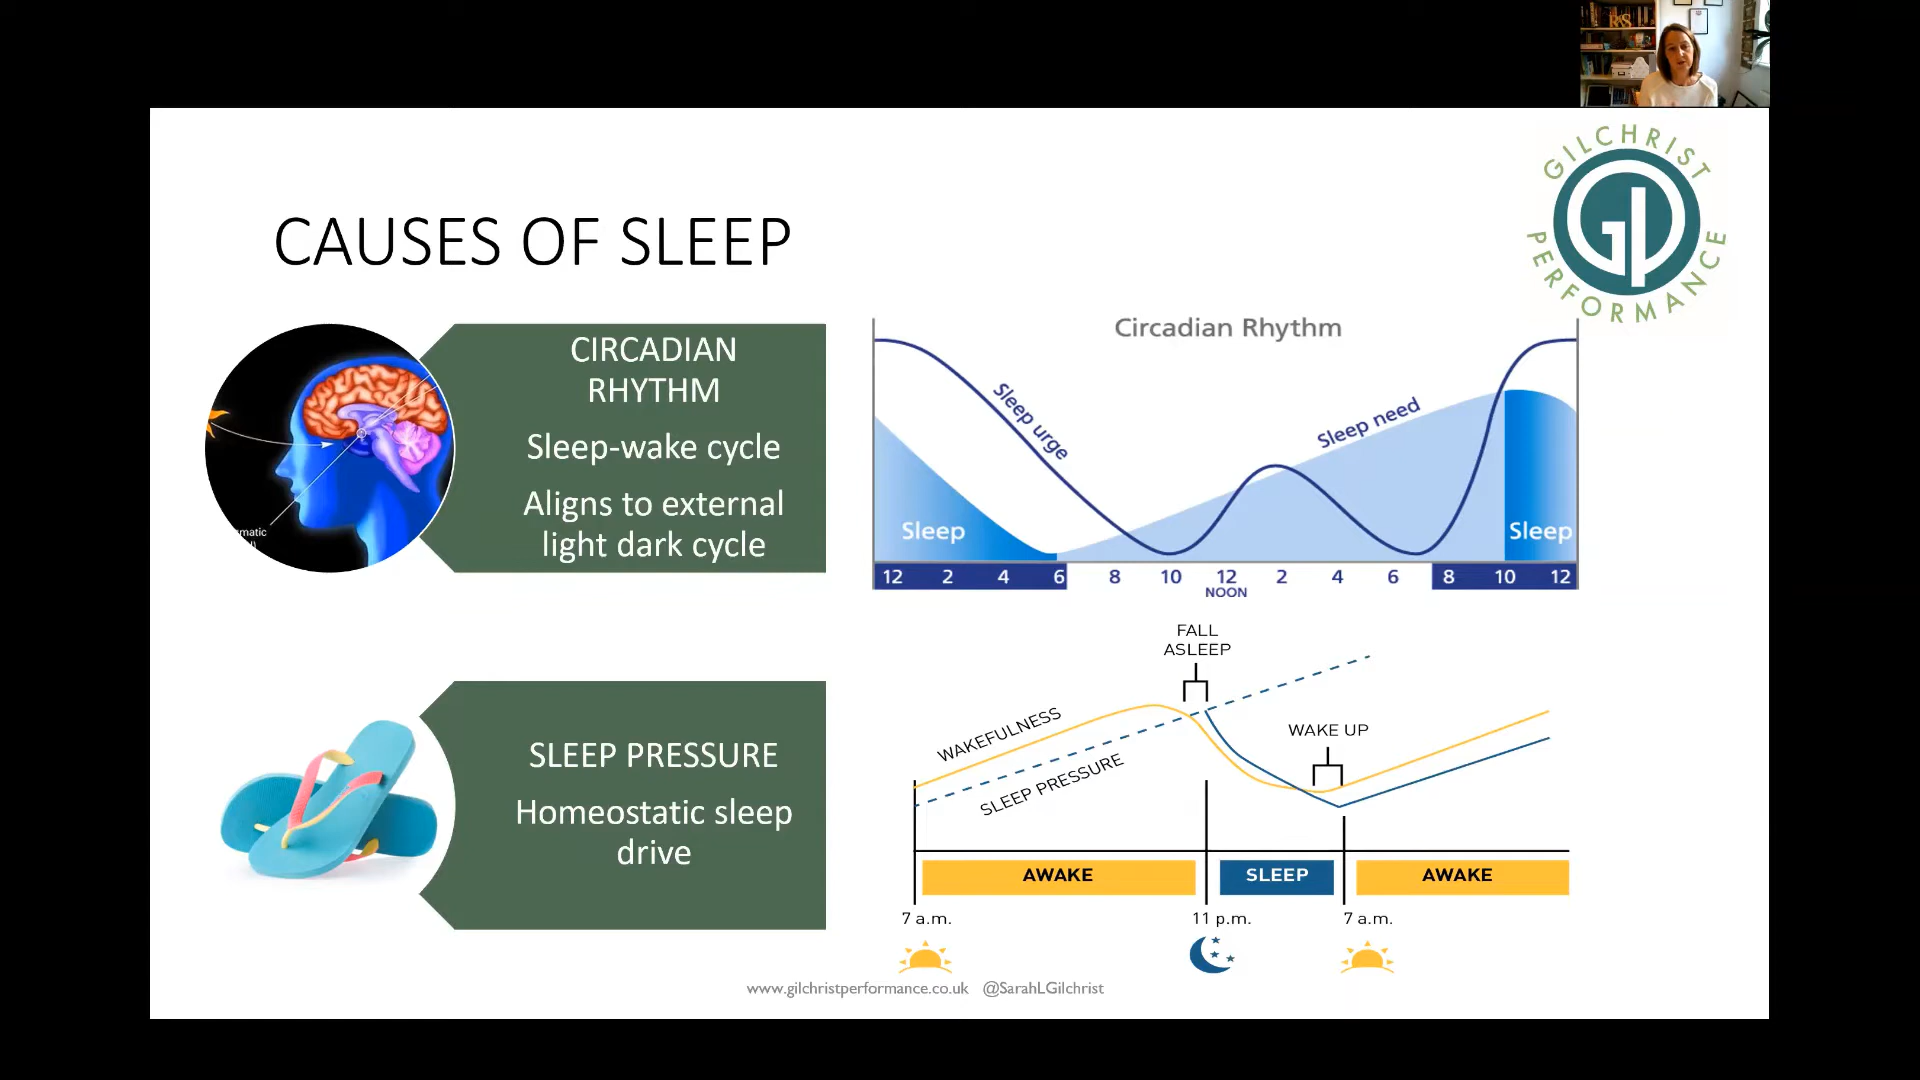 GILCHRIST
PERFORMANCE
CAUSES OF SLEEP
CIRCADIAN
RHYTHM
Sleep-wake cycle
Aligns to external
light dark cycle
matic
Circadian Rhythm
Sleep urge
Sleep need
Sleep
Sleep
12 2 4 6 8 10 12 2 4 6 8 10 12
NOON
SLEEP PRESSURE
Homeostatic sleep
drive
FALL
ASLEEP
WAKE UP
WAKEFULNESS
SLEEP PRESSURE
AWAKE SLEEP AWAKE
7 a.m. 11 p.m. 7 a.m.
www.gilchristperformance.co.uk @SarahLGilchrist